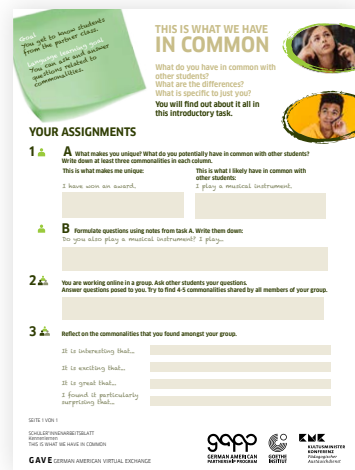 Goal
You get to know students
from the partner class.
Language learning goal
You can ask and answer
questions related to
commonalities.
THIS IS WHAT WE HAVE
IN COMMON
What do you have in common with
other students?
What are the differences?
What is specific to just you?
You will find out about it all in
this introductory task.
YOUR ASSIGNMENTS
1 A What makes you unique? What do you potentially have in common with other students?
Write down at least three commonalities in each column.
This is what makes me unique:
I have won an award.
This is what I likely have in common with
other students:
I play a musical instrument.
B Formulate questions using notes from task A. Write them down:
Do you also play a musical instrument? I play...
2 You are working online in a group. Ask other students your questions.
Answer questions posed to you. Try to find 4-5 commonalities shared by all members of your group.
3 Reflect on the commonalities that you found amongst your group.
It is interesting that...
It is exciting that...
It is great that...
I found it particularly
surprising that...
SEITE 1 VON 1
SCHÜLER*INNENARBEITSBLATT
Kennenlernen
THIS IS WHAT WE HAVE IN COMMON
GAVE GERMAN AMERICAN VIRTUAL EXCHANGE
gapp
GERMAN AMERICAN
PARTNERSHIP PROGRAM
GOETHE
INSTITUT
KMK
KULTUSMINISTER
KONFERENZ
Pädagogischer
Austauschdienst